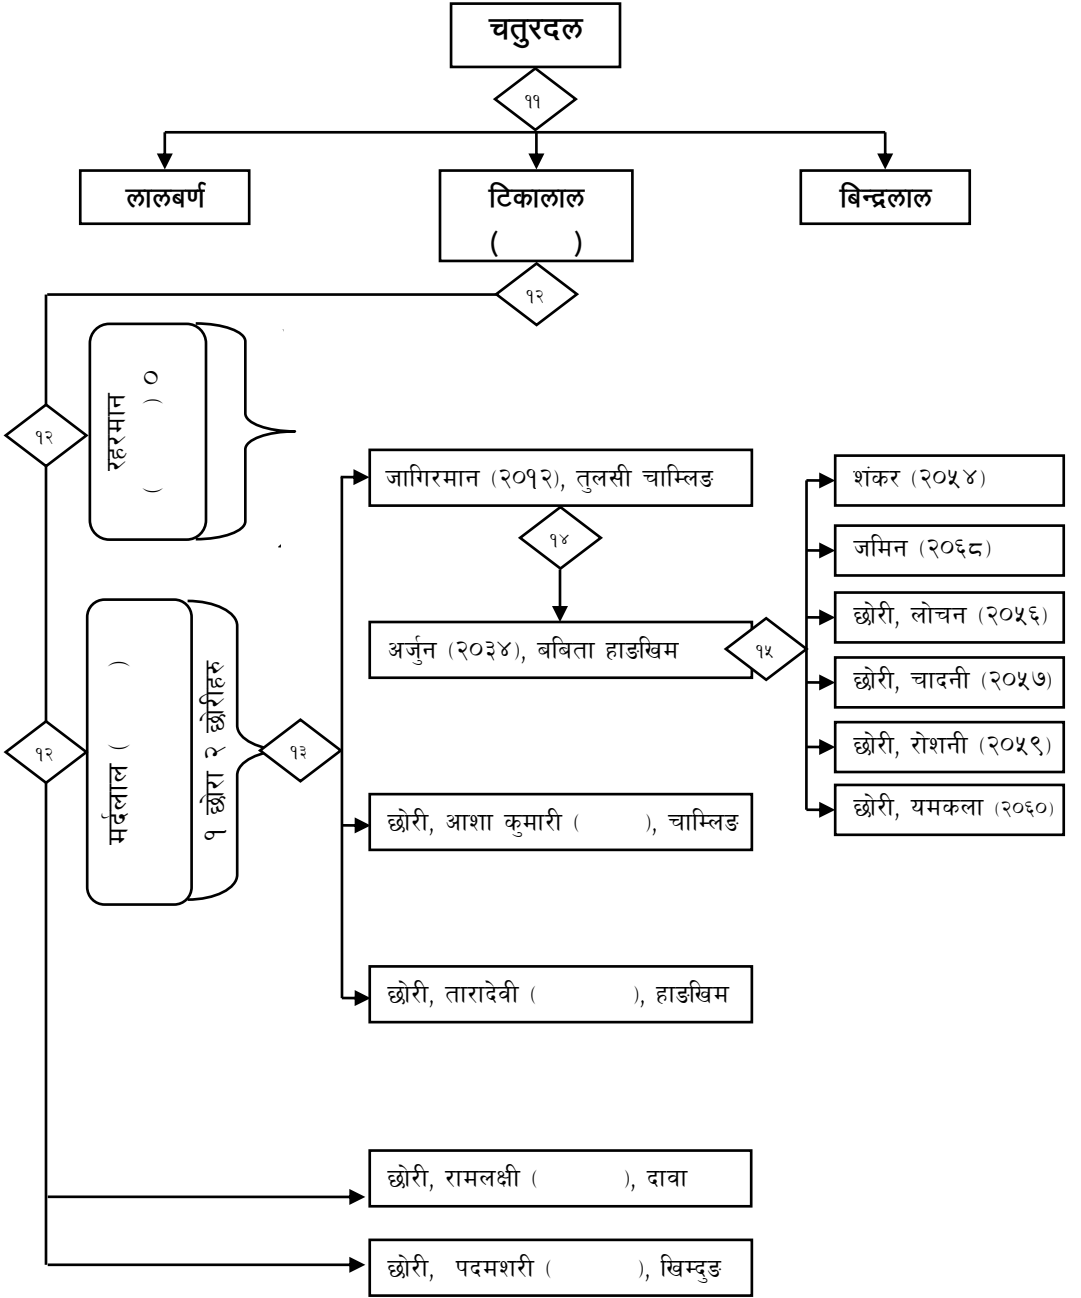 चतुरदल
११
लालबर्ण
टिकालाल
(          )
बिन्द्रलाल
१२
१२
रहरमान
(          ) ०
जागिरमान (२०१२), तुलसी चाम्लिङ
१४
अर्जुन (२०३४), बबिता हाङखिम
१५
शंकर (२०५४)
जमिन (२०६८)
छोरी, लोचन (२०५६)
छोरी, चादनी (२०५७)
छोरी, रोशनी (२०५९)
छोरी, यमकला (२०६०)
१२
मर्दलाल (          )
१ छोरा २ छोरीहरु
१३
छोरी, आशा कुमारी (          ), चाम्लिङ
छोरी, तारादेवी (          ), हाङखिम
छोरी, रामलक्षी (          ), दावा
छोरी, पदमशरी (          ), खिम्दुङ